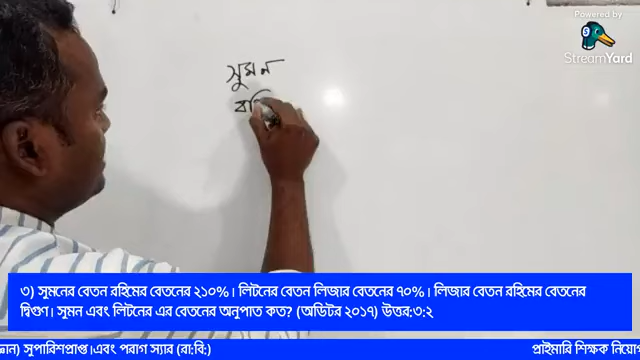 Powered by
StreamYard
সুমন
৩) সুমনের বেতন রহিমের বেতনের ২১০%। লিটনের বেতন লিজার বেতনের ৭০%। লিজার বেতন রহিমের বেতনের
দ্বিগুণ। সুমন এবং লিটনের এর বেতনের অনুপাত কত? (অডিটর ২০১৭) উত্তর:৩:২
সুপারিশপ্রাপ্ত।এবং পরাগ স্যার (রা:বি:)
প্রাইমারি শিক্ষক নিয়োগ